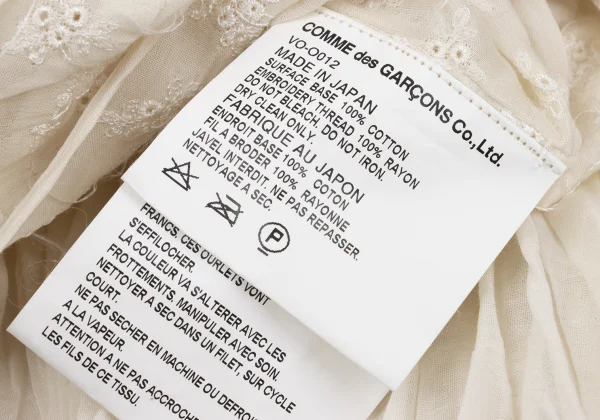 COMME des GARÇONS Co.,Ltd.
VO-O012
MADE IN JAPAN
SURFACE BASE 100% COTTON
EMBROIDERY THREAD 100% RAYON
DO NOT BLEACH, DO NOT IRON.
DRY CLEAN ONLY.
FABRIQUE AU JAPON
ENDROIT BASE 100% COTON
FIL A BRODER 100% RAYONNE
JAVEL INTERDIT. NE PAS REPASSER.
NETTOYAGE A SEC.
P
FRANCS, CES OURLETS VONT
S'EFFILOCHER.
LA COULEUR VA S'ALTERER AVEC LES
FROTTEMENTS, MANIPULER AVEC SOIN.
NETTOYER A SEC DANS UN FILET, SUR CYCLE
COURT.
NE PAS SECHER EN MACHINE OU DEFROI
A LA VAPEUR.
ATTENTION A NE PAS ACCROCHE
LES FILS DE CE TISSU.